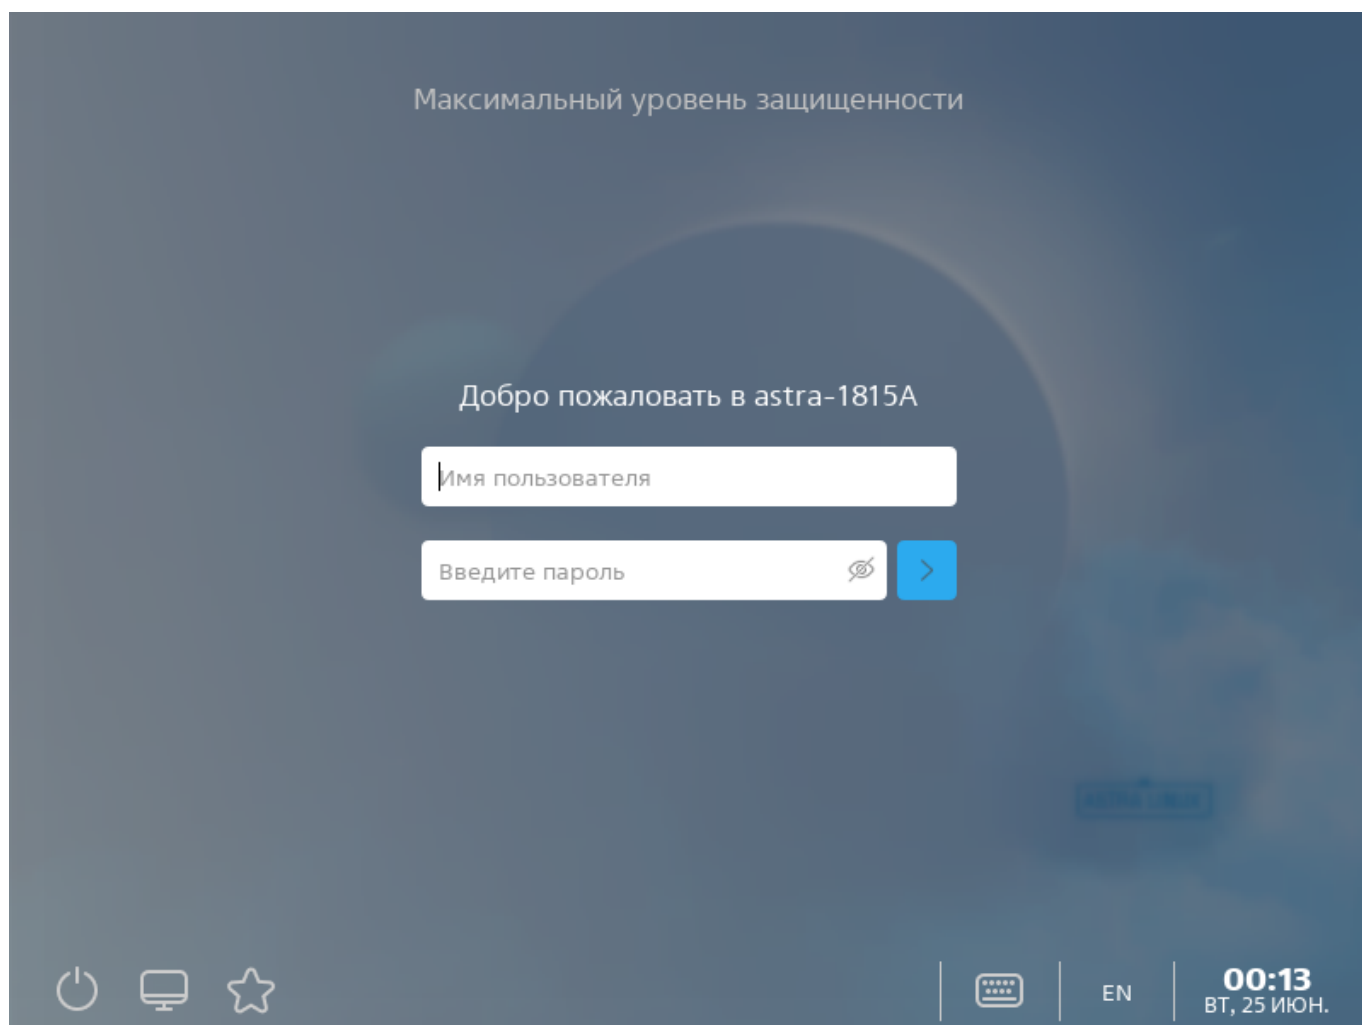 Максимальный уровень защищенности
Добро пожаловать в astra-1815A
Имя пользователя
Введите пароль
EN
00:13
ВТ, 25 ИЮН.